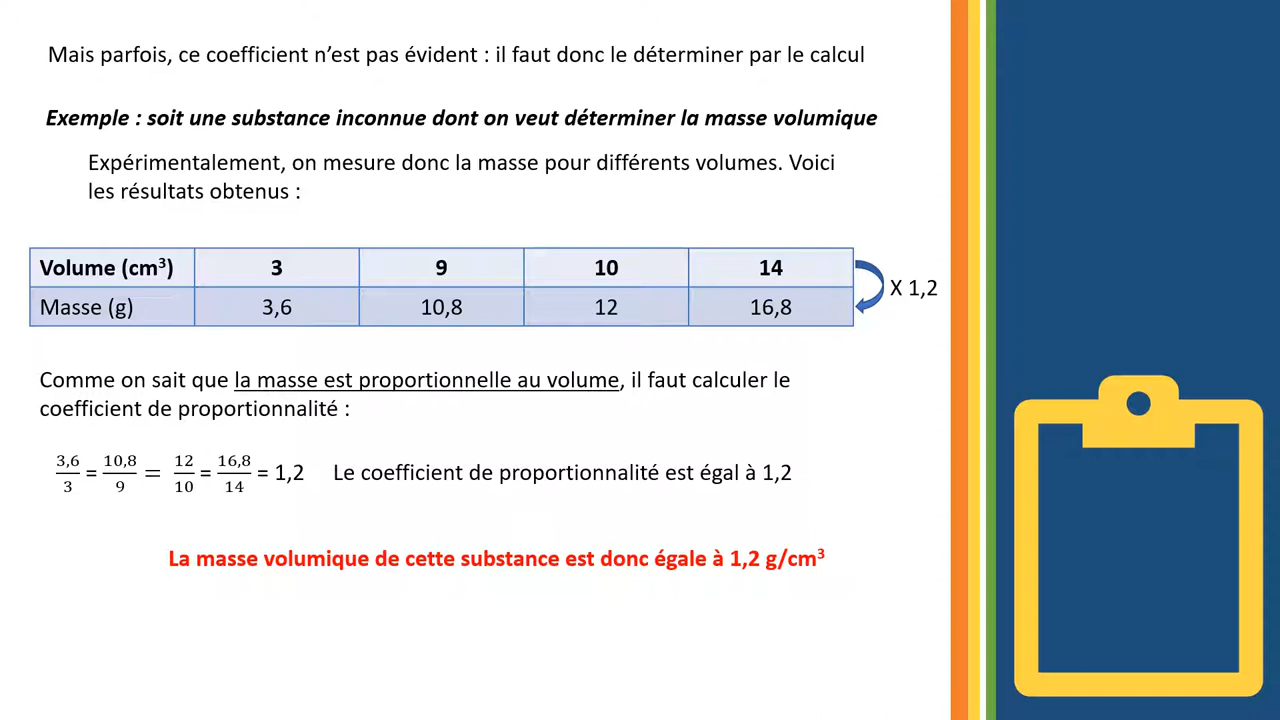 Mais parfois, ce coefficient n’est pas évident : il faut donc le déterminer par le calcul
Exemple : soit une substance inconnue dont on veut déterminer la masse volumique
Expérimentalement, on mesure donc la masse pour différents volumes. Voici
les résultats obtenus :
Volume (cm³) 3 9 10 14
Masse (g) 3,6 10,8 12 16,8
X 1,2
Comme on sait que la masse est proportionnelle au volume, il faut calculer le
coefficient de proportionnalité :
3,6/3 = 10,8/9 = 12/10 = 16,8/14 = 1,2 Le coefficient de proportionnalité est égal à 1,2
La masse volumique de cette substance est donc égale à 1,2 g/cm³